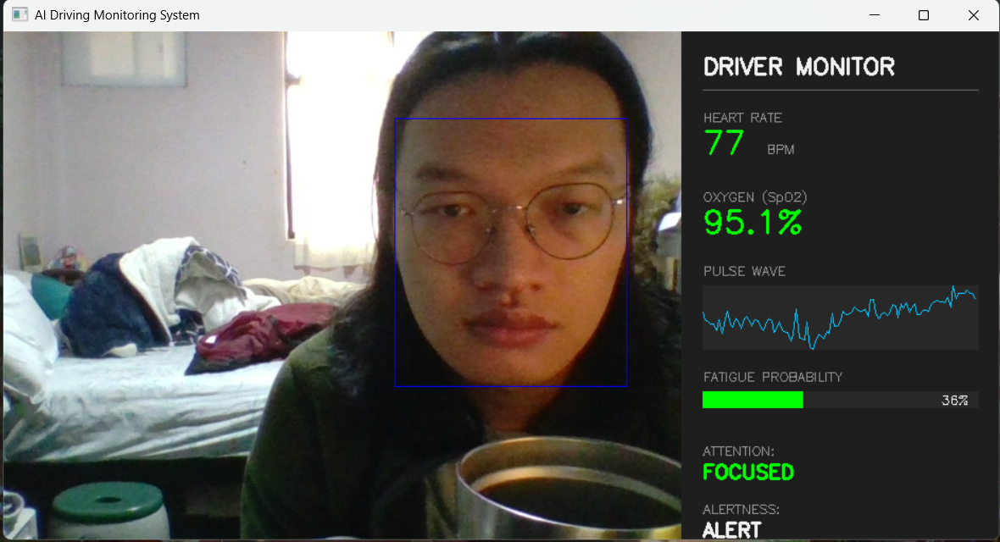 AI Driving Monitoring System
DRIVER MONITOR
HEART RATE
77 BPM
OXYGEN (SpO2)
95.1%
PULSE WAVE
FATIGUE PROBABILITY
36%
ATTENTION:
FOCUSED
ALERTNESS:
ALERT